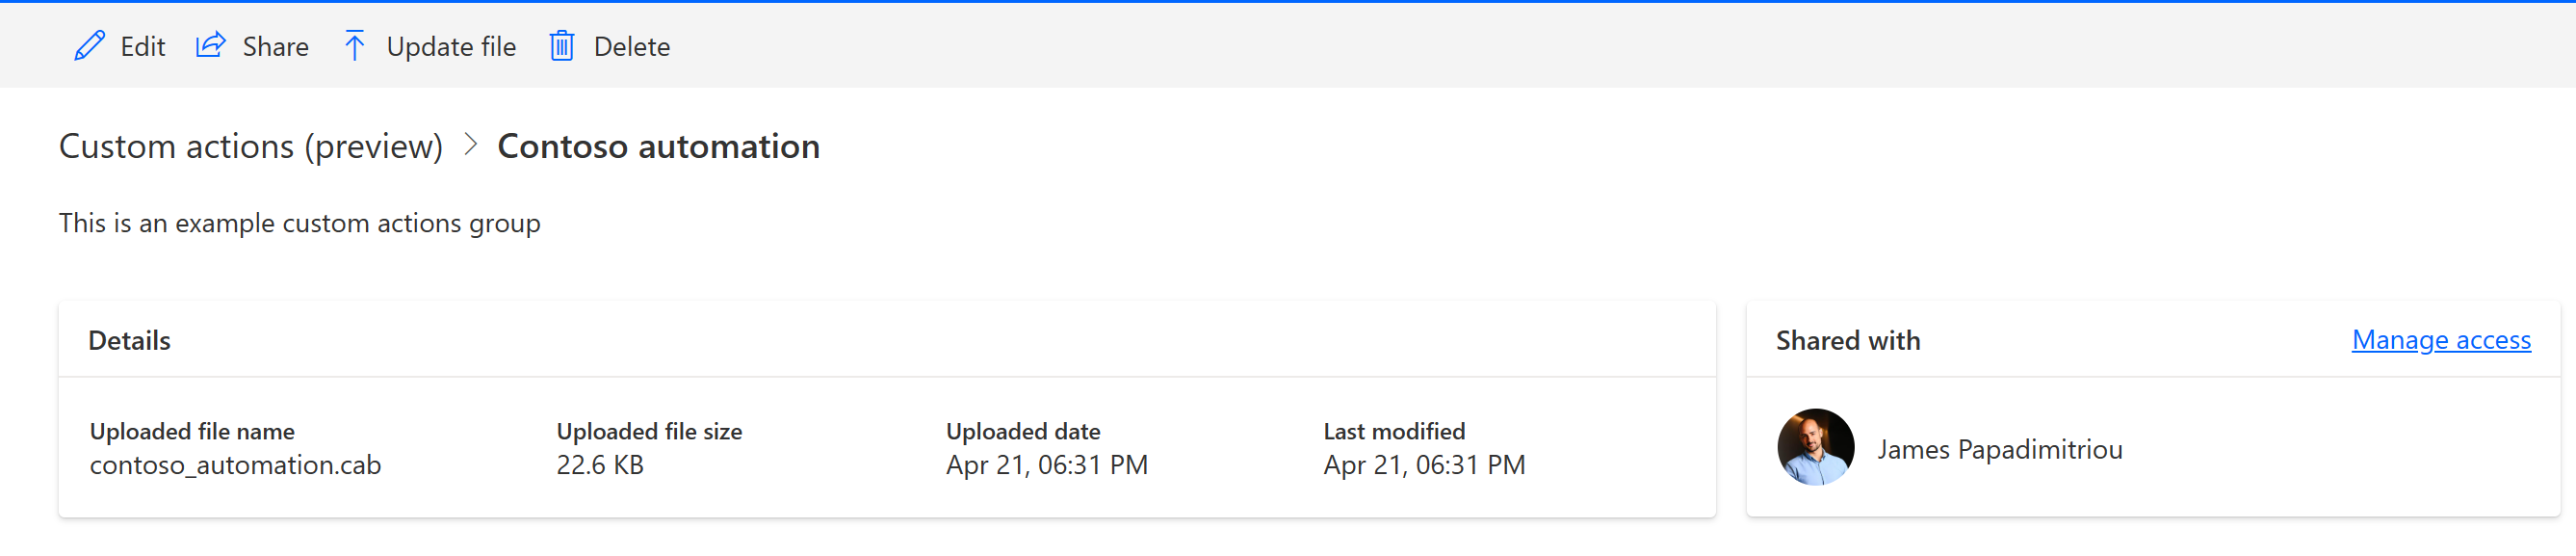 Edit Share Update file Delete
Custom actions (preview) > Contoso automation
This is an example custom actions group
Details
Uploaded file name Uploaded file size Uploaded date Last modified
contoso_automation.cab 22.6 KB Apr 21, 06:31 PM Apr 21, 06:31 PM
Shared with Manage access
James Papadimitriou